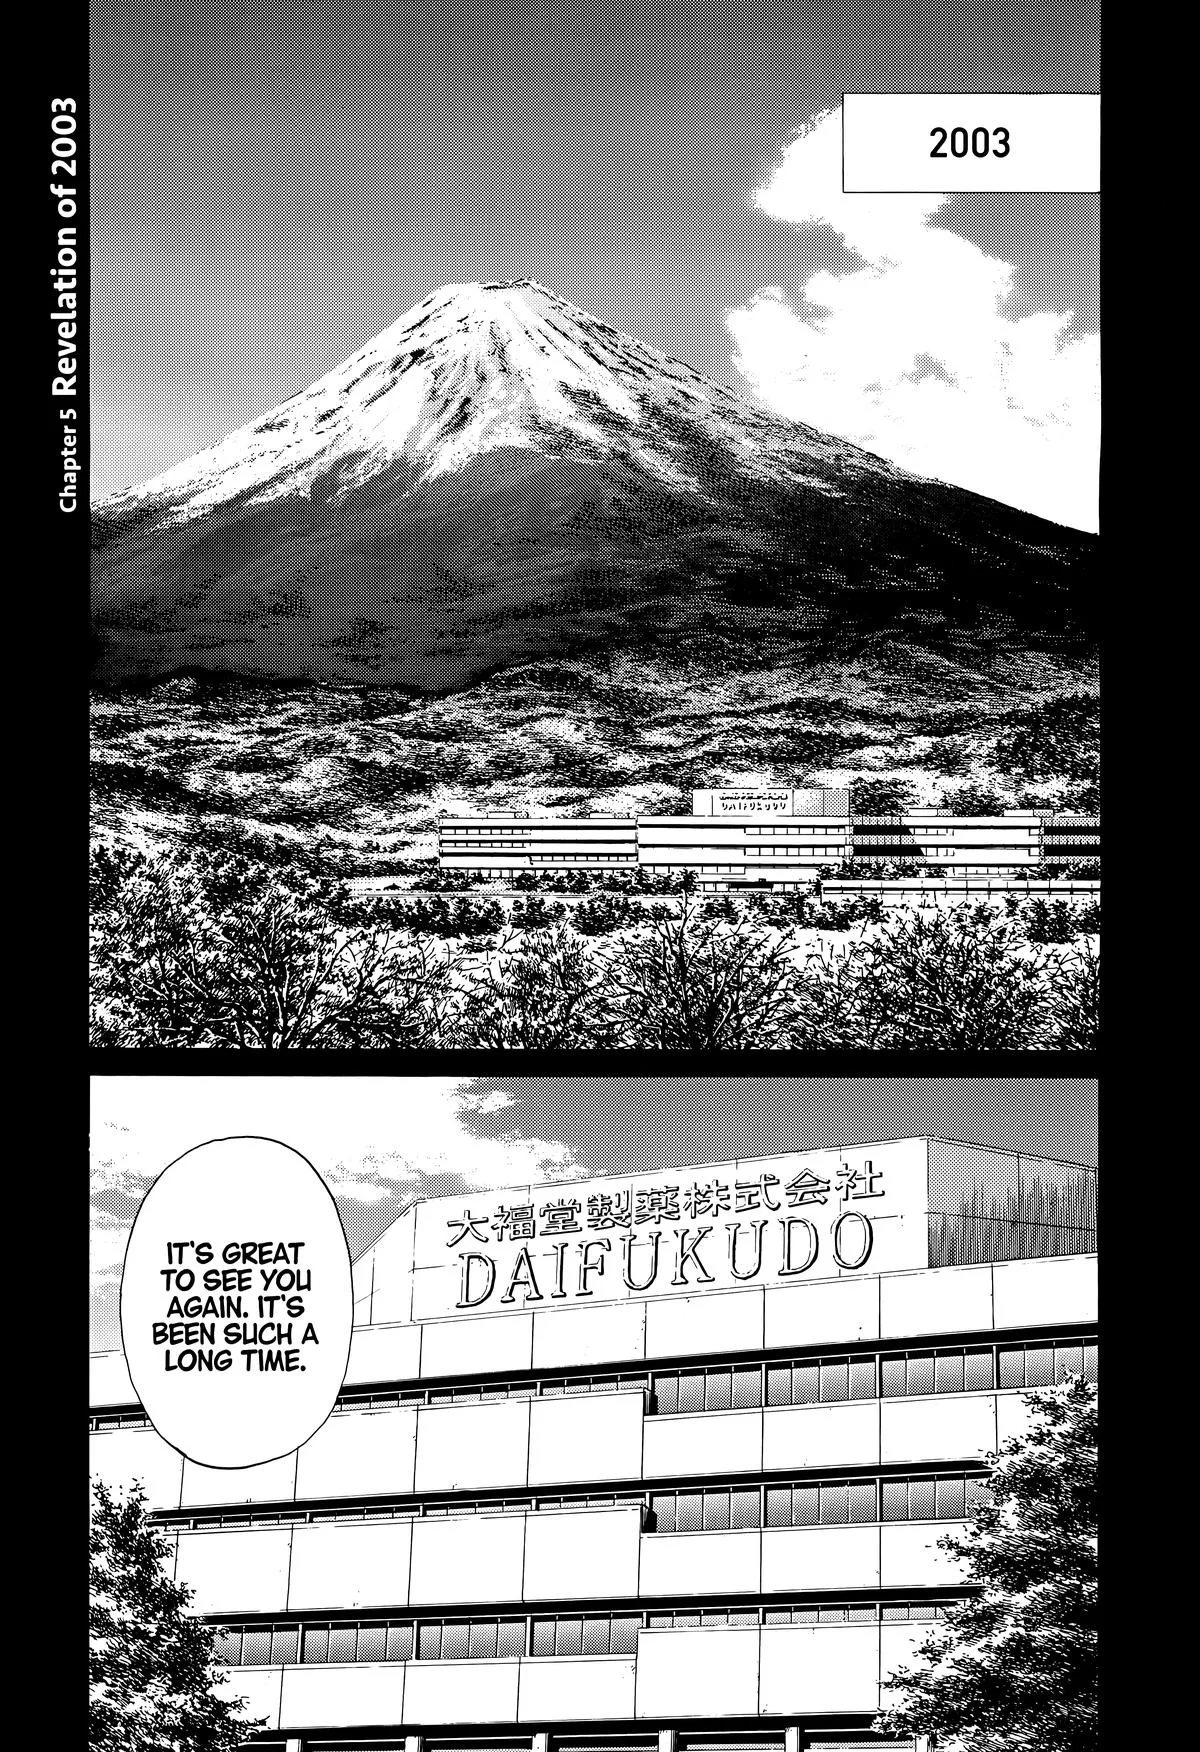 Chapter 5 Revelation of 2003
2003
DAIFUKUDO
IT'S GREAT
TO SEE YOU
AGAIN. IT'S
BEEN SUCH A
LONG TIME.
大福堂製薬株式会社
DAIFUKUDO